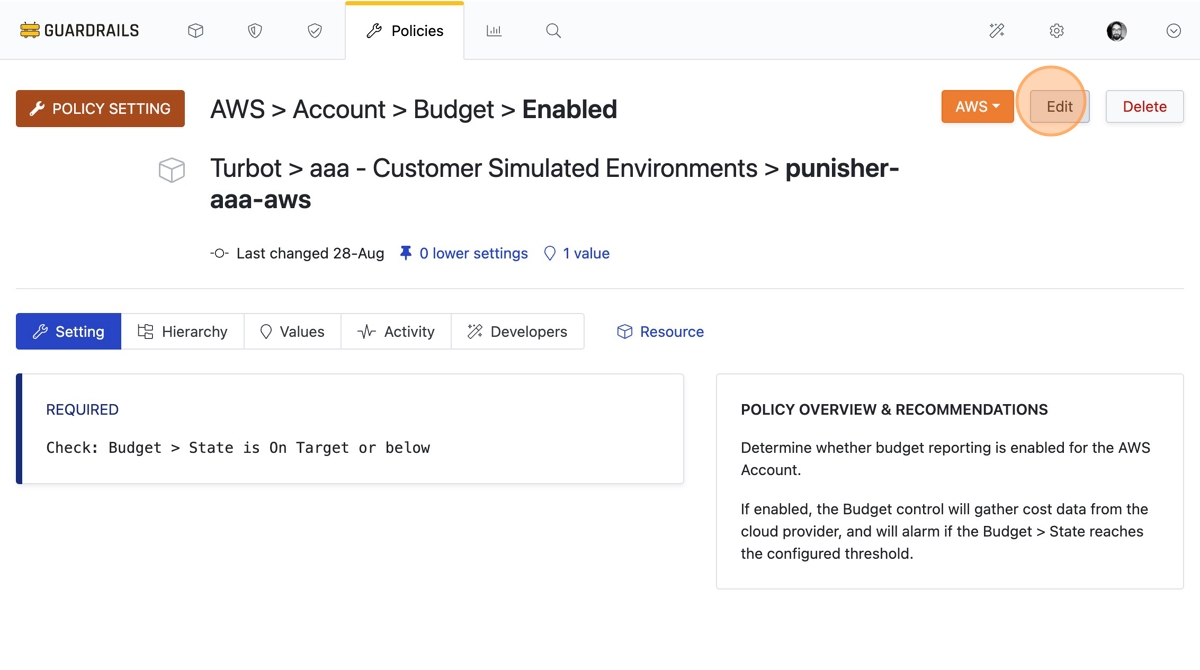 GUARDRAILS
Policies
POLICY SETTING
AWS > Account > Budget > Enabled
AWS
Edit
Delete
Turbot > aaa - Customer Simulated Environments > punisher-
aaa-aws
Last changed 28-Aug
0 lower settings
1 value
Setting
Hierarchy
Values
Activity
Developers
Resource
REQUIRED
Check: Budget > State is On Target or below
POLICY OVERVIEW & RECOMMENDATIONS
Determine whether budget reporting is enabled for the AWS
Account.
If enabled, the Budget control will gather cost data from the
cloud provider, and will alarm if the Budget > State reaches
the configured threshold.